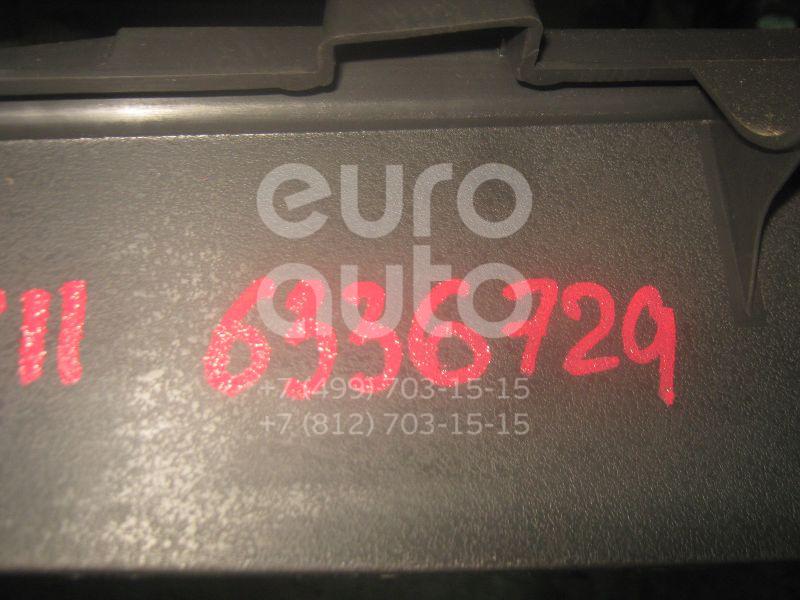 euro
auto
6936729
+7 (499) 703-15-15
+7 (812) 703-15-15